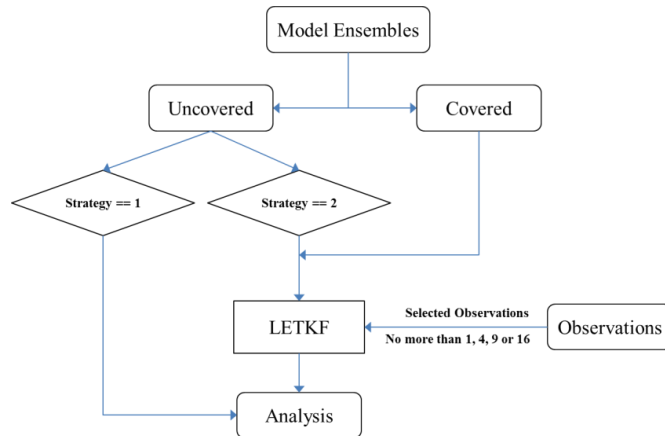 Model Ensembles
Uncovered
Covered
Strategy == 1
Strategy == 2
Selected Observations
LETKF
No more than 1, 4, 9 or 16
Observations
Analysis